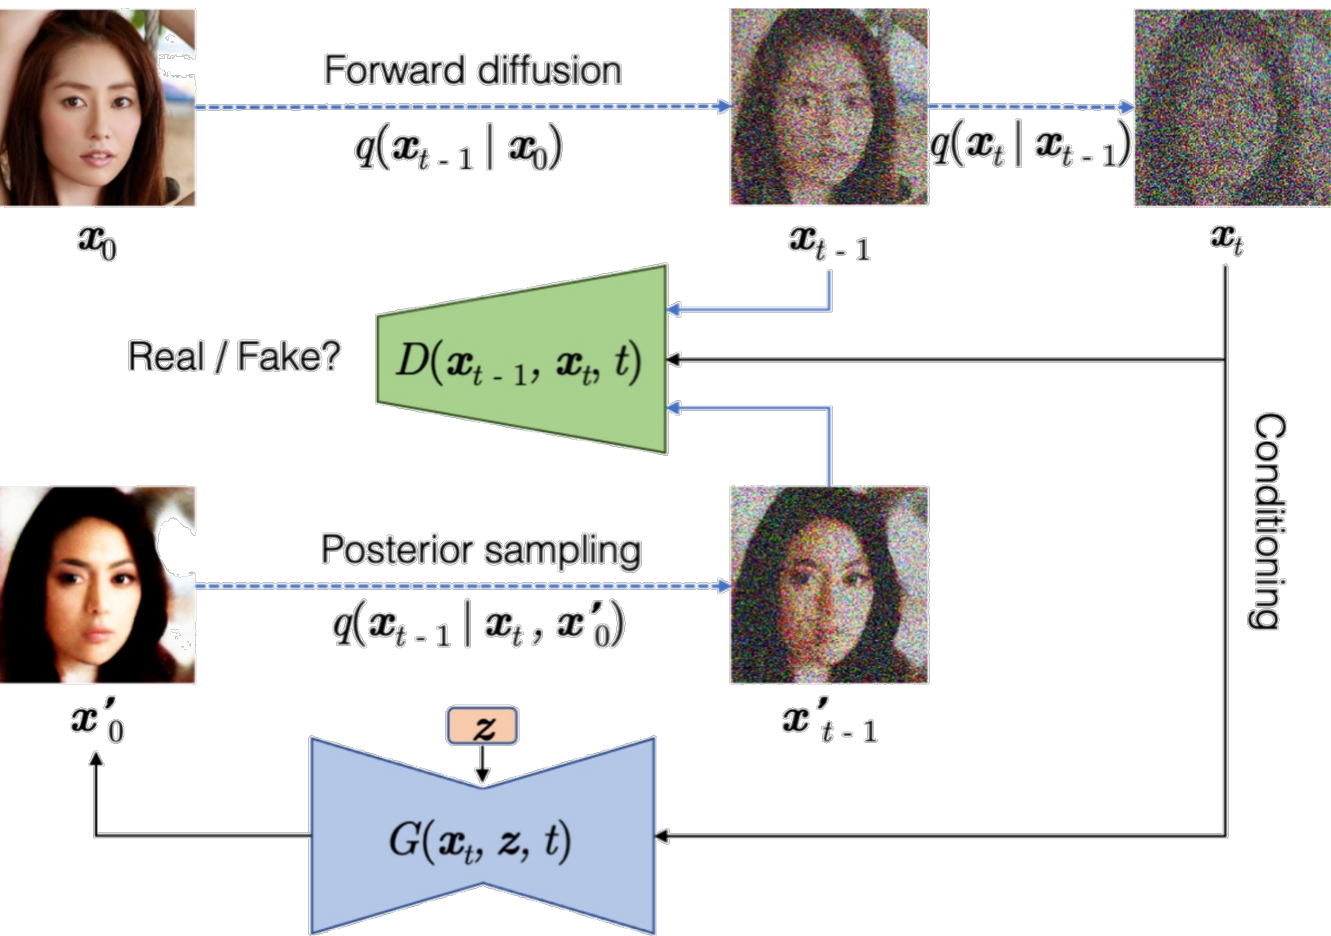 Forward diffusion
q(x_{t-1} | x_0)
q(x_t | x_{t-1})
x_0
x_{t-1}
x_t
Real / Fake?
D(x_{t-1}, x_t, t)
Conditioning
Posterior sampling
q(x_{t-1} | x_t, x'_0)
x'_0
z
x'_{t-1}
G(x_t, z, t)